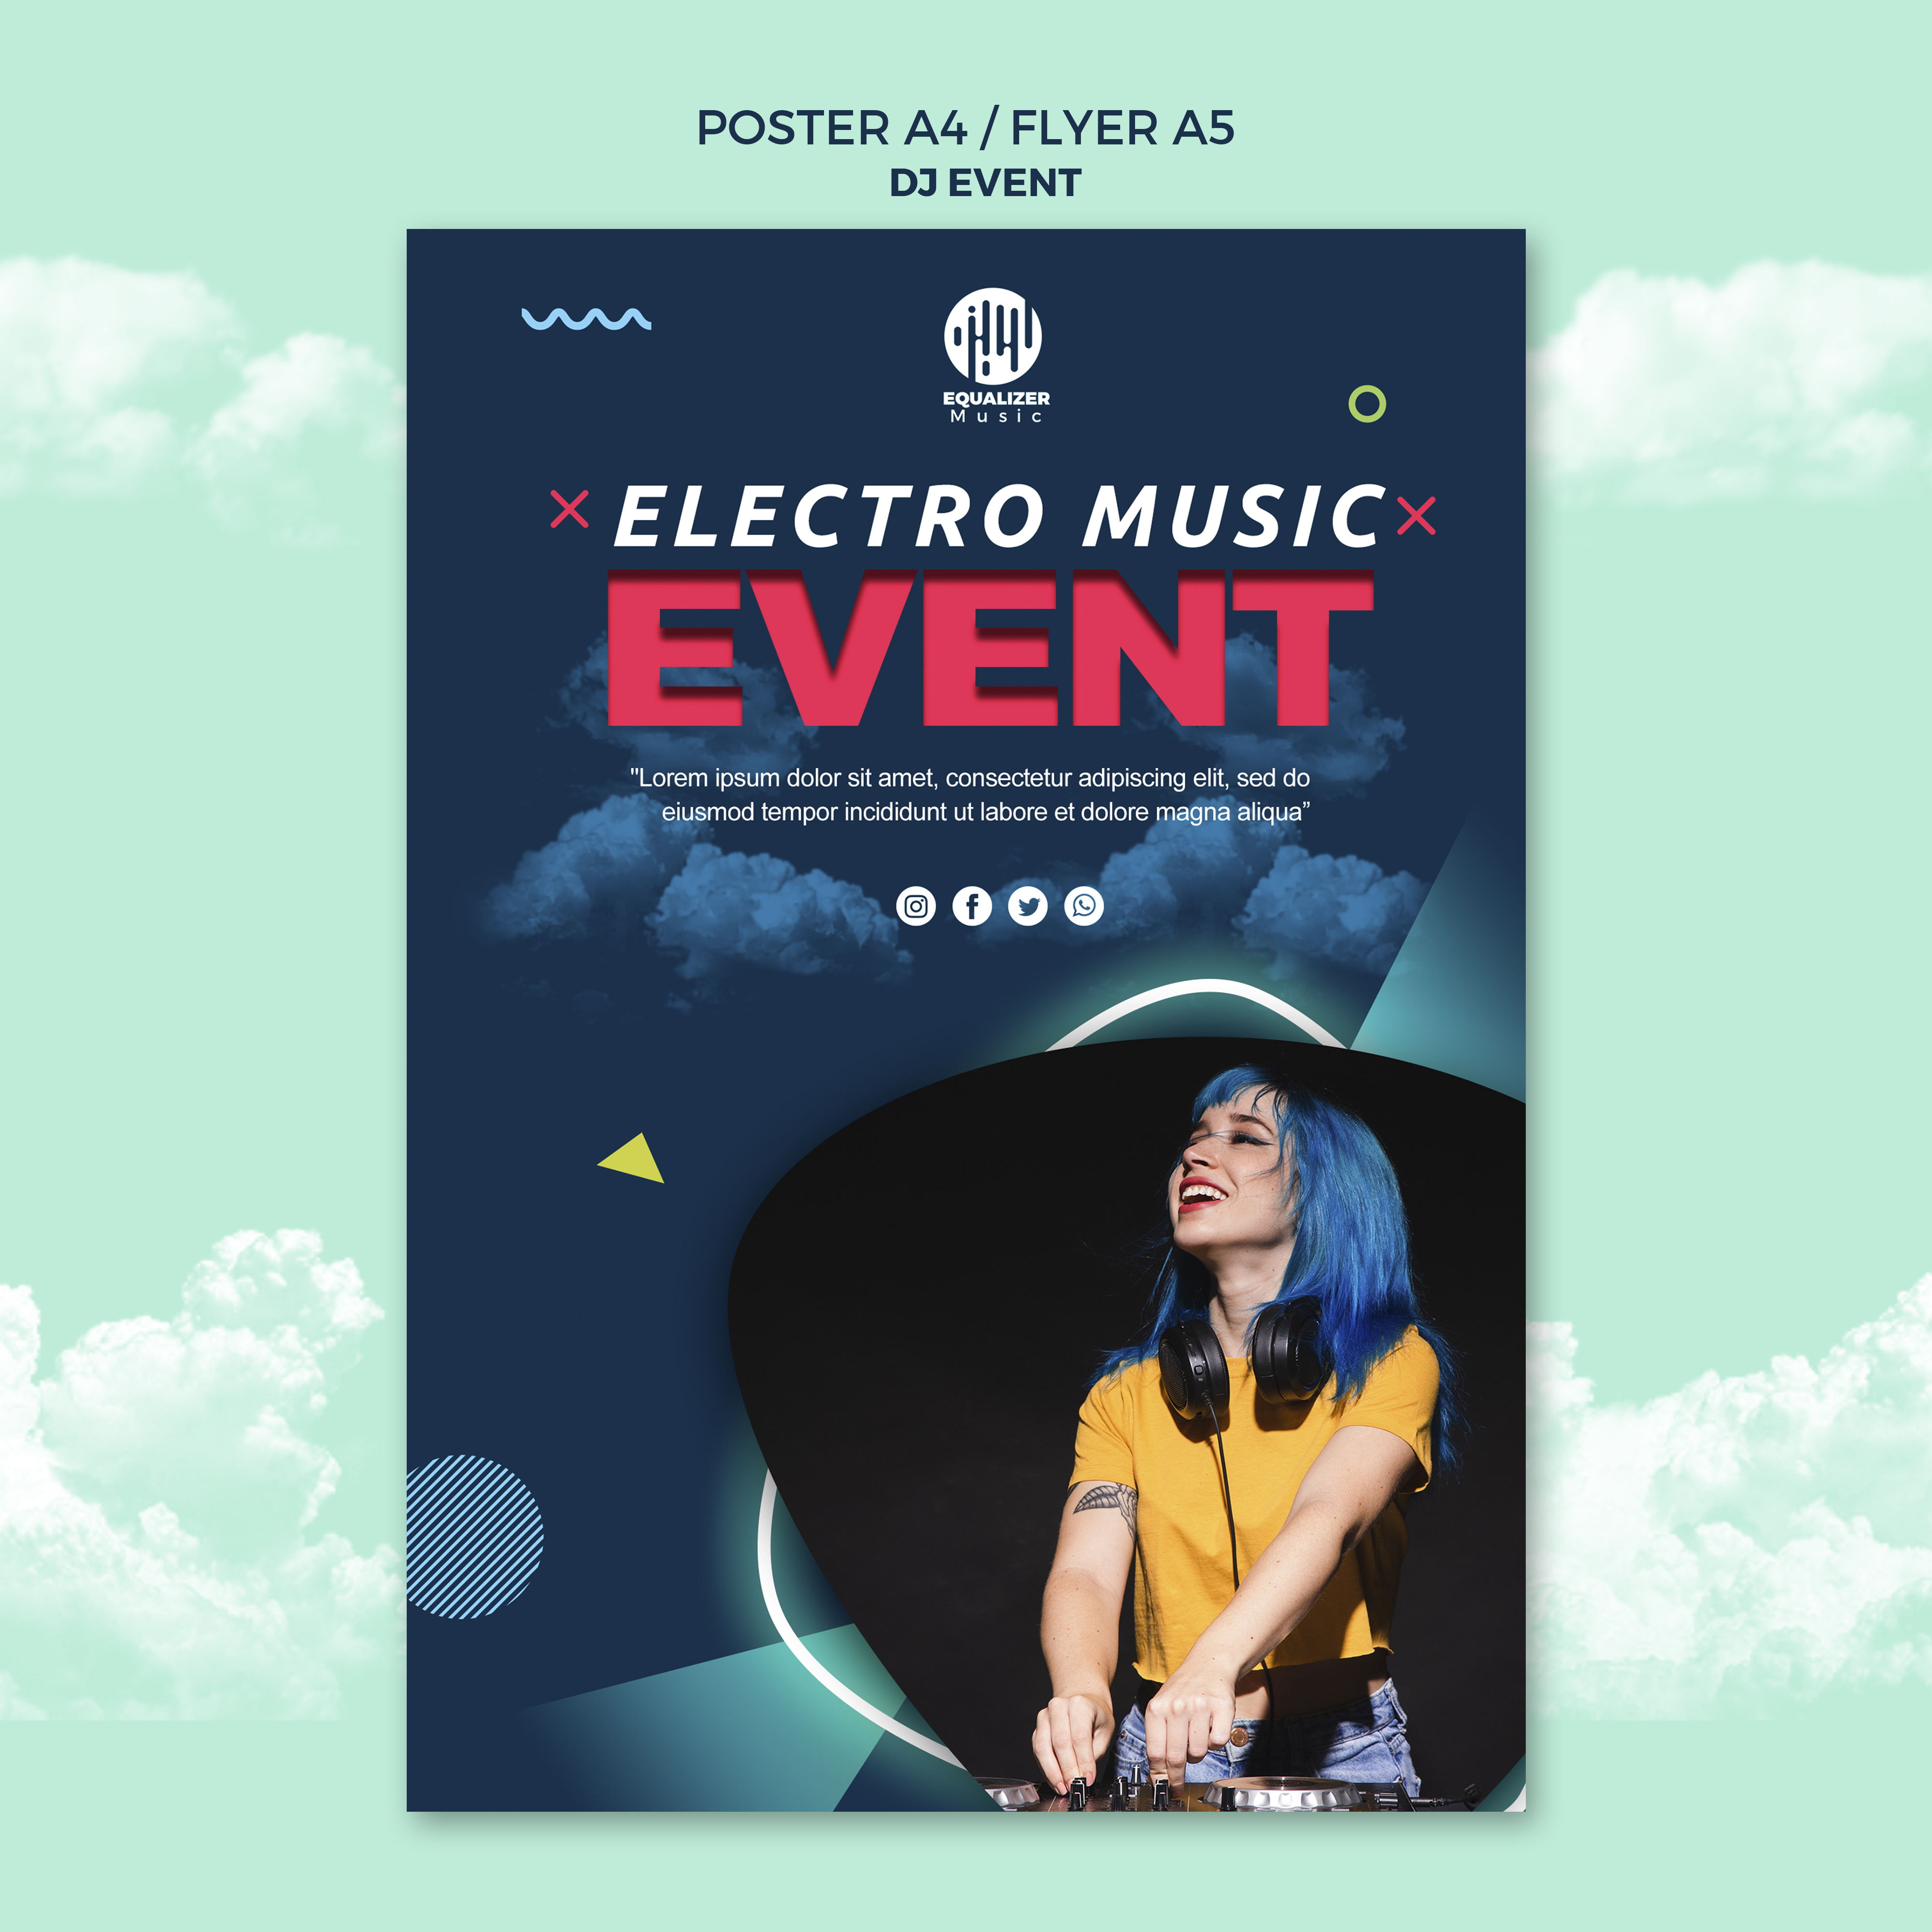 POSTER A4 / FLYER A5
DJ EVENT
EQUALIZER
Music
ELECTRO MUSIC
EVENT
"Lorem ipsum dolor sit amet, consectetur adipiscing elit, sed do
eiusmod tempor incididunt ut labore et dolore magna aliqua”